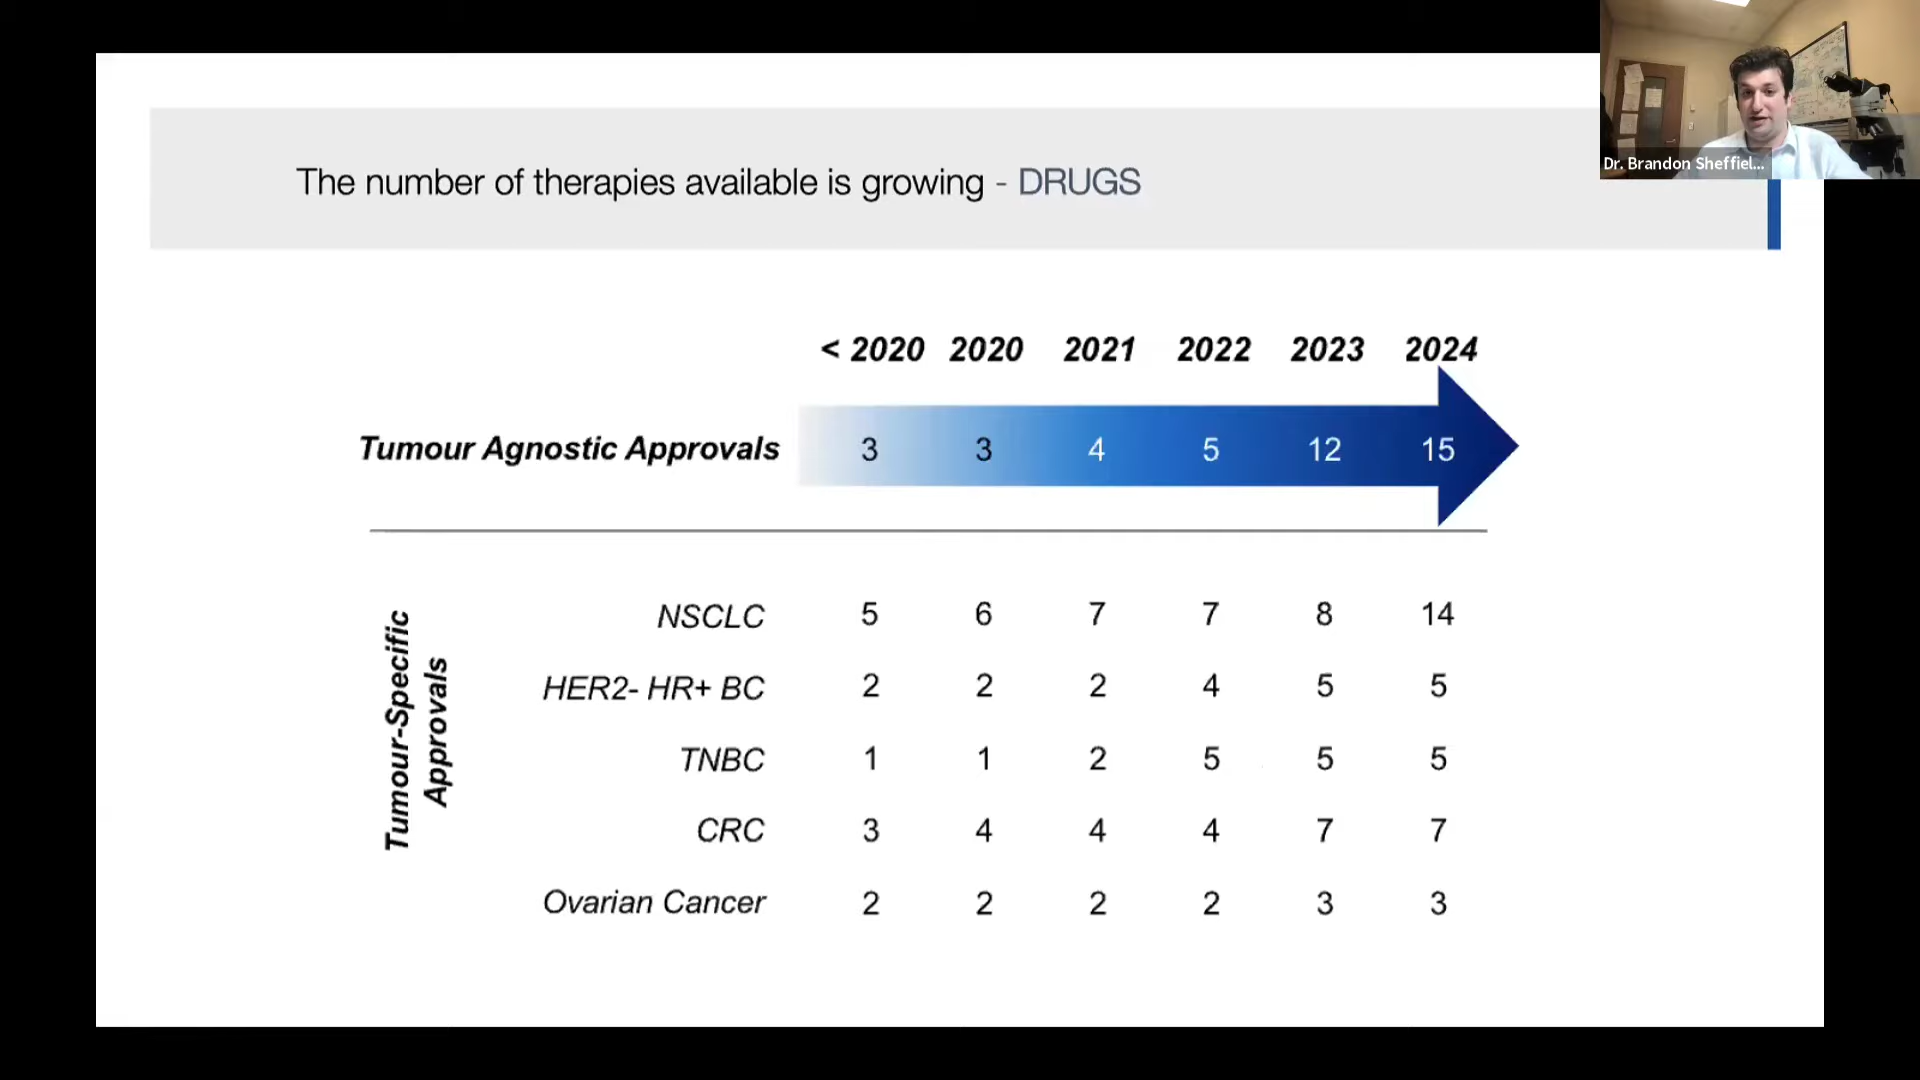 The number of therapies available is growing - DRUGS
Dr. Brandon Sheffiel...
< 2020 2020 2021 2022 2023 2024
Tumour Agnostic Approvals 3 3 4 5 12 15
Tumour-Specific
Approvals
NSCLC 5 6 7 7 8 14
HER2- HR+ BC 2 2 2 4 5 5
TNBC 1 1 2 5 5 5
CRC 3 4 4 4 7 7
Ovarian Cancer 2 2 2 2 3 3